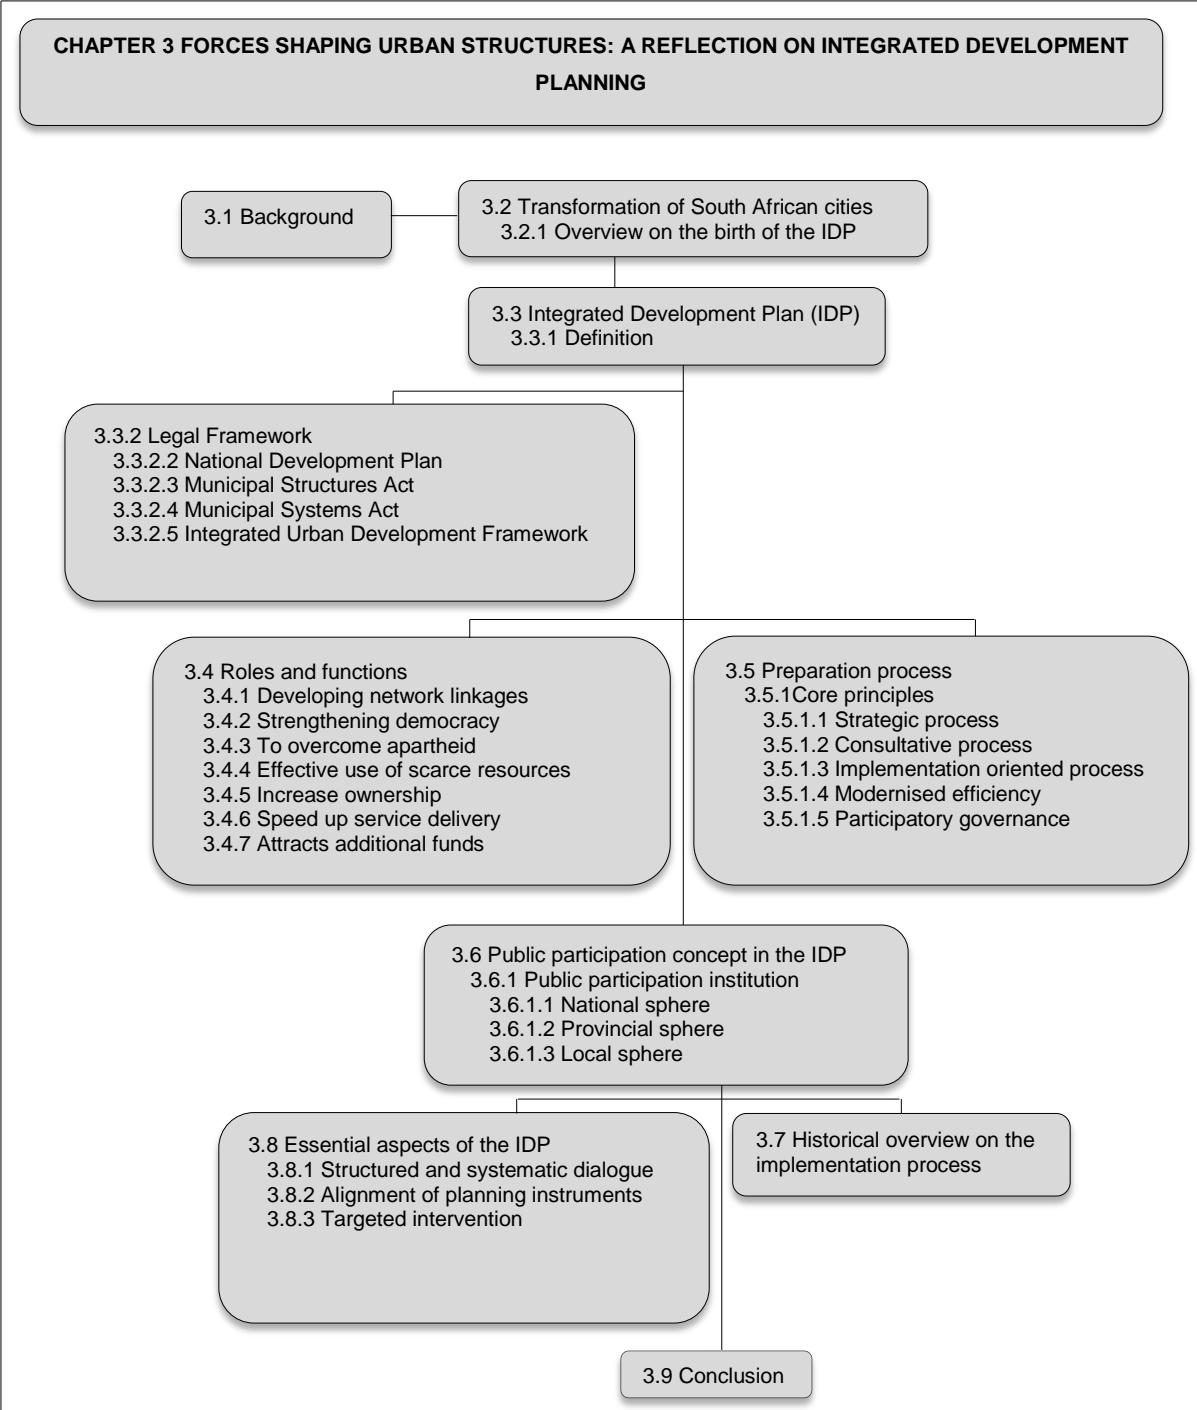 CHAPTER 3 FORCES SHAPING URBAN STRUCTURES: A REFLECTION ON INTEGRATED DEVELOPMENT
PLANNING
3.1 Background
3.2 Transformation of South African cities
3.2.1 Overview on the birth of the IDP
3.3 Integrated Development Plan (IDP)
3.3.1 Definition
3.3.2 Legal Framework
3.3.2.2 National Development Plan
3.3.2.3 Municipal Structures Act
3.3.2.4 Municipal Systems Act
3.3.2.5 Integrated Urban Development Framework
3.4 Roles and functions
3.4.1 Developing network linkages
3.4.2 Strengthening democracy
3.4.3 To overcome apartheid
3.4.4 Effective use of scarce resources
3.4.5 Increase ownership
3.4.6 Speed up service delivery
3.4.7 Attracts additional funds
3.5 Preparation process
3.5.1Core principles
3.5.1.1 Strategic process
3.5.1.2 Consultative process
3.5.1.3 Implementation oriented process
3.5.1.4 Modernised efficiency
3.5.1.5 Participatory governance
3.6 Public participation concept in the IDP
3.6.1 Public participation institution
3.6.1.1 National sphere
3.6.1.2 Provincial sphere
3.6.1.3 Local sphere
3.8 Essential aspects of the IDP
3.8.1 Structured and systematic dialogue
3.8.2 Alignment of planning instruments
3.8.3 Targeted intervention
3.7 Historical overview on the
implementation process
3.9 Conclusion